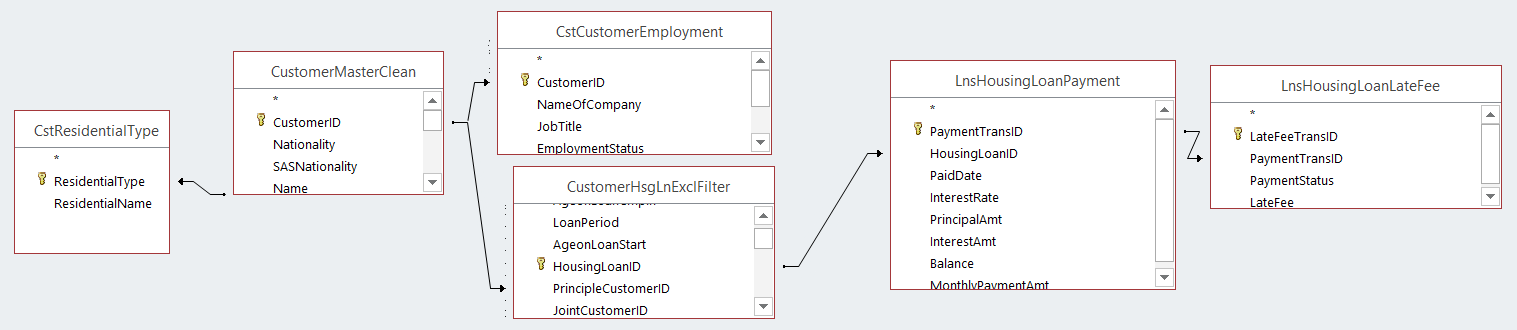 CstResidentialType
*
ResidentialType
ResidentialName
CustomerMasterClean
*
CustomerID
Nationality
SASNationality
Name
CstCustomerEmployment
*
CustomerID
NameOfCompany
JobTitle
EmploymentStatus
CustomerHsgLnExclFilter
LoanPeriod
AgeonLoanStart
HousingLoanID
PrincipleCustomerID
JointCustomerID
LnsHousingLoanPayment
*
PaymentTransID
HousingLoanID
PaidDate
InterestRate
PrincipalAmt
InterestAmt
Balance
MonthlyPaymentAmt
LnsHousingLoanLateFee
*
LateFeeTransID
PaymentTransID
PaymentStatus
LateFee